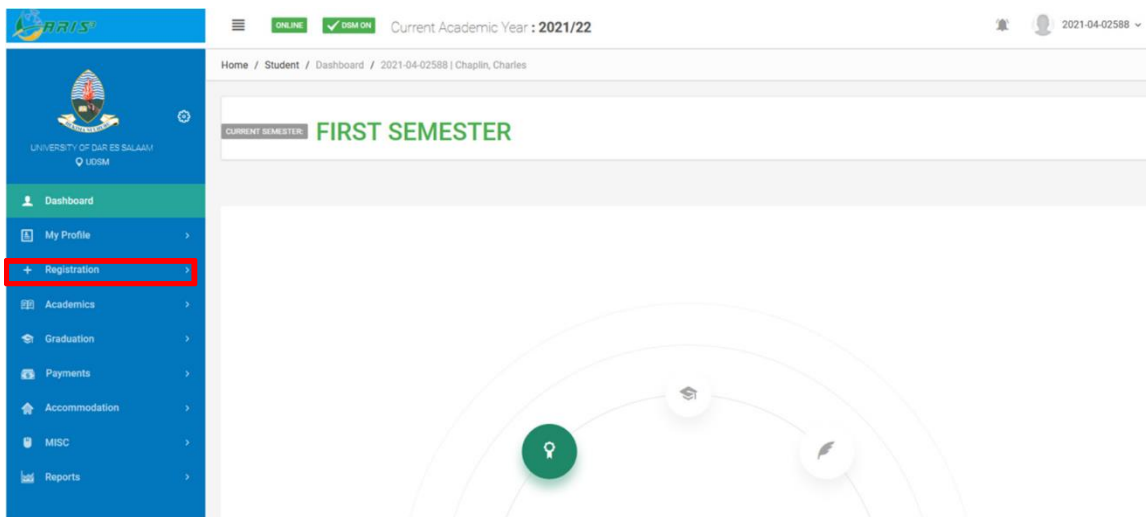 ARIS³
ONLINE DSM ON Current Academic Year : 2021/22
2021-04-02588
Home / Student / Dashboard / 2021-04-02588 | Chaplin, Charles
CURRENT SEMESTER: FIRST SEMESTER
UNIVERSITY OF DAR ES SALAAM
UDSM
Dashboard
My Profile
Registration
Academics
Graduation
Payments
Accommodation
MISC
Reports